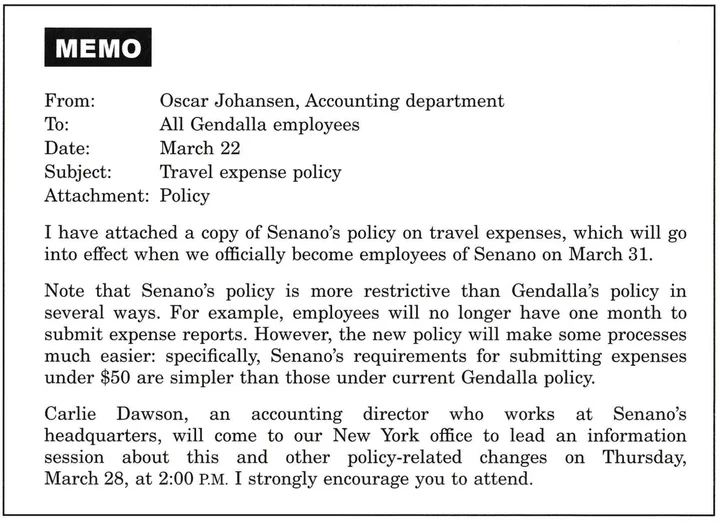 MEMO
From: Oscar Johansen, Accounting department
To: All Gendalla employees
Date: March 22
Subject: Travel expense policy
Attachment: Policy
I have attached a copy of Senano’s policy on travel expenses, which will go
into effect when we officially become employees of Senano on March 31.
Note that Senano’s policy is more restrictive than Gendalla’s policy in
several ways. For example, employees will no longer have one month to
submit expense reports. However, the new policy will make some processes
much easier: specifically, Senano’s requirements for submitting expenses
under $50 are simpler than those under current Gendalla policy.
Carlie Dawson, an accounting director who works at Senano’s
headquarters, will come to our New York office to lead an information
session about this and other policy-related changes on Thursday,
March 28, at 2:00 P.M. I strongly encourage you to attend.